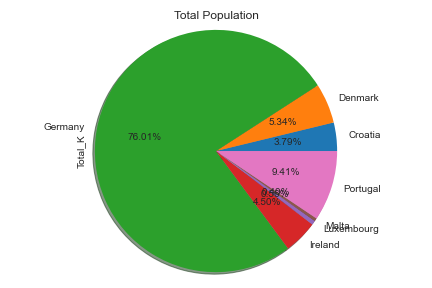 Total Population
Denmark
5.34%
Croatia
3.79%
Germany
76.01%
Total_K
9.41%
Portugal
4.50%
Malta
Luxembourg
Ireland